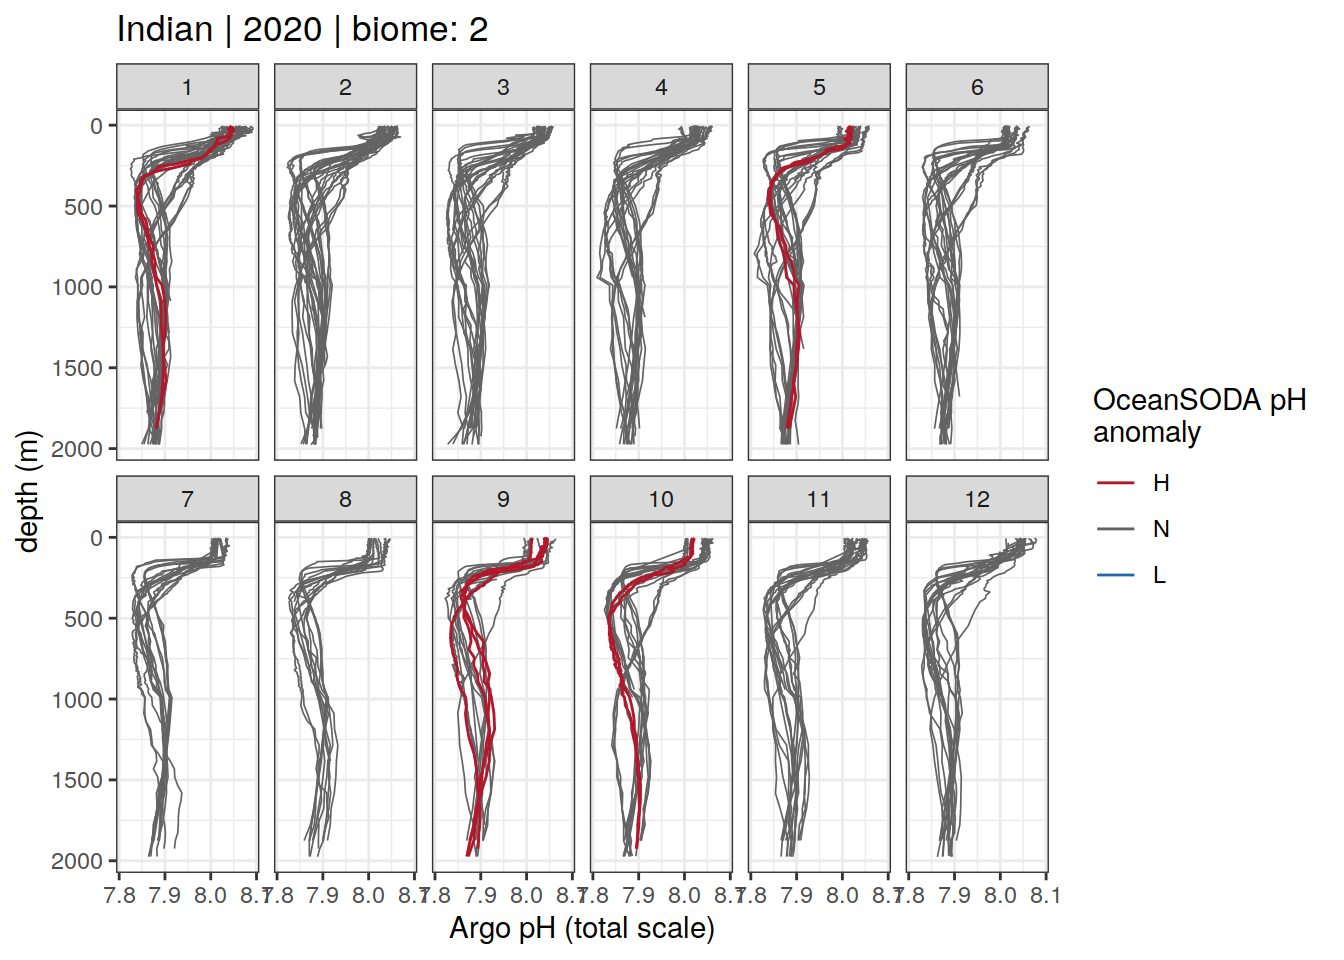 Indian | 2020 | biome: 2
1 2 3 4 5 6
0
500
1000
1500
2000
7 8 9 10 11 12
0
500
1000
1500
2000
7.8 7.9 8.0 8.1 7.8 7.9 8.0 8.1 7.8 7.9 8.0 8.1 7.8 7.9 8.0 8.1 7.8 7.9 8.0 8.1 7.8 7.9 8.0 8.1
Argo pH (total scale)
depth (m)
OceanSODA pH
anomaly
H
N
L